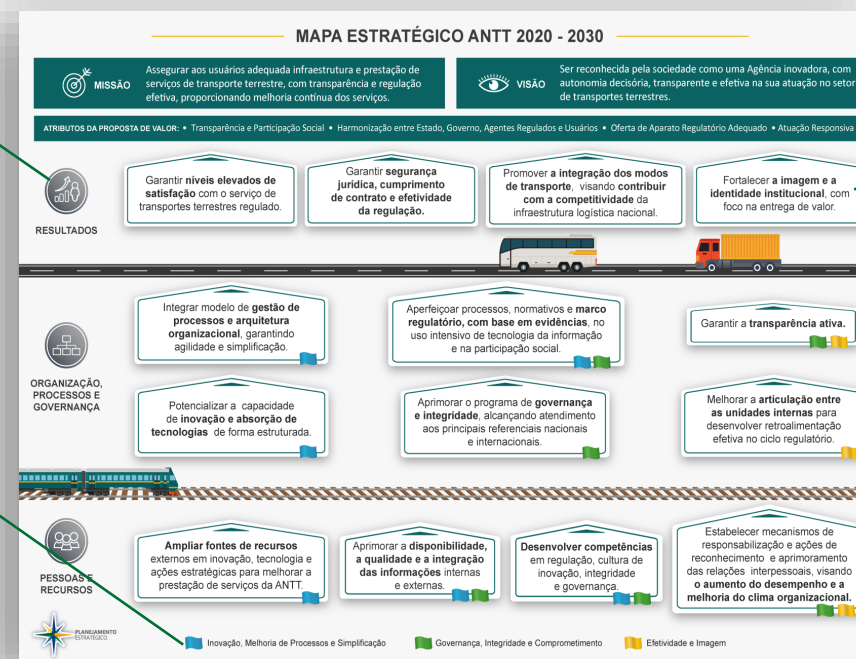 MAPA ESTRATÉGICO ANTT 2020 - 2030
MISSÃO
Assegurar aos usuários adequada infraestrutura e prestação de
serviços de transporte terrestre, com transparência e regulação
efetiva, proporcionando melhoria contínua dos serviços.
VISÃO
Ser reconhecida pela sociedade como uma Agência inovadora, com
autonomia decisória, transparente e efetiva na sua atuação no setor
de transportes terrestres.
ATRIBUTOS DA PROPOSTA DE VALOR: • Transparência e Participação Social • Harmonização entre Estado, Governo, Agentes Regulados e Usuários • Oferta de Aparato Regulatório Adequado • Atuação Responsiva
RESULTADOS
Garantir níveis elevados de
satisfação com o serviço de
transportes terrestres regulado.
Garantir segurança
jurídica, cumprimento
de contrato e efetividade
da regulação.
Promover a integração dos modos
de transporte, visando contribuir
com a competitividade da
infraestrutura logística nacional.
Fortalecer a imagem e a
identidade institucional, com
foco na entrega de valor.
ORGANIZAÇÃO,
PROCESSOS E
GOVERNANÇA
Integrar modelo de gestão de
processos e arquitetura
organizacional, garantindo
agilidade e simplificação.
Aperfeiçoar processos, normativos e marco
regulatório, com base em evidências, no
uso intensivo de tecnologia da informação
e na participação social.
Garantir a transparência ativa.
Potencializar a capacidade
de inovação e absorção de
tecnologias de forma estruturada.
Aprimorar o programa de governança
e integridade, alcançando atendimento
aos principais referenciais nacionais
e internacionais.
Melhorar a articulação entre
as unidades internas para
desenvolver retroalimentação
efetiva no ciclo regulatório.
PESSOAS E
RECURSOS
Ampliar fontes de recursos
externos em inovação, tecnologia e
ações estratégicas para melhorar a
prestação de serviços da ANTT.
Aprimorar a disponibilidade,
a qualidade e a integração
das informações internas
e externas.
Desenvolver competências
em regulação, cultura de
inovação, integridade
e governança.
Estabelecer mecanismos de
responsabilização e ações de
reconhecimento e aprimoramento
das relações interpessoais, visando
o aumento do desempenho e a
melhoria do clima organizacional.
PLANEJAMENTO
ESTRATÉGICO
Inovação, Melhoria de Processos e Simplificação
Governança, Integridade e Comprometimento
Efetividade e Imagem